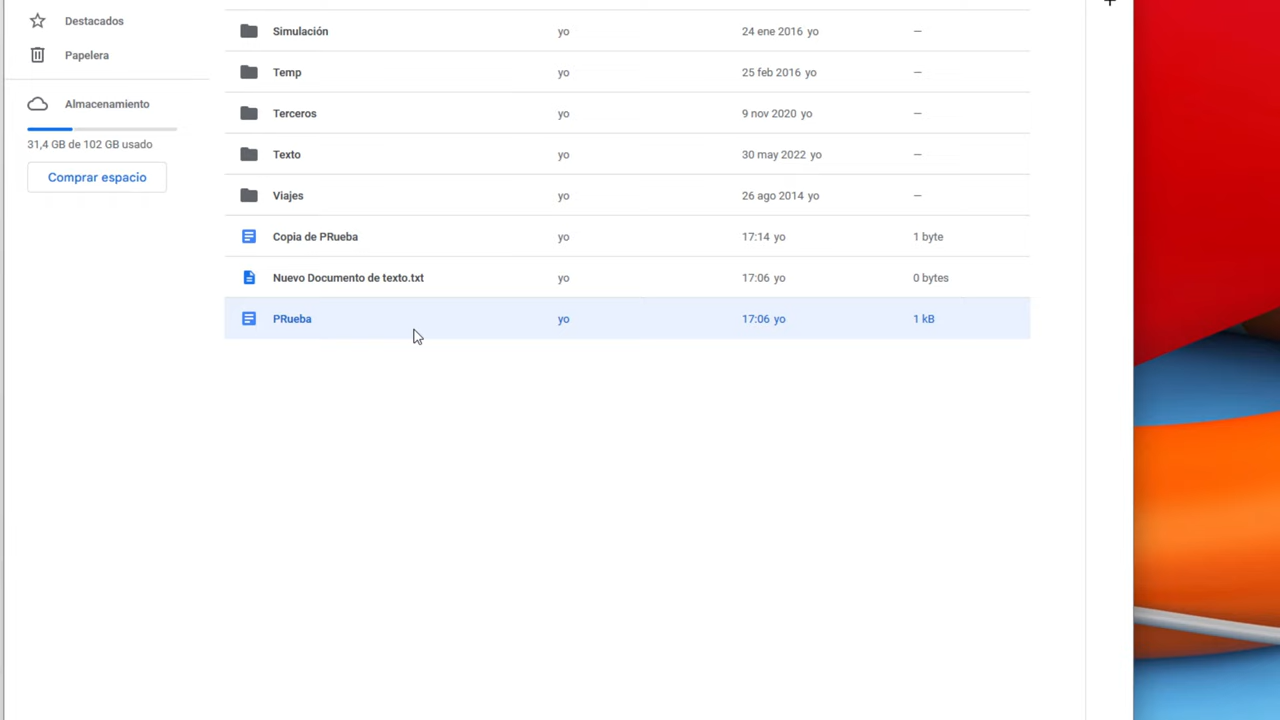 Destacados
Papelera
Almacenamiento
31,4 GB de 102 GB usado
Comprar espacio
Simulación yo 24 ene 2016 yo —
Temp yo 25 feb 2016 yo —
Terceros yo 9 nov 2020 yo —
Texto yo 30 may 2022 yo —
Viajes yo 26 ago 2014 yo —
Copia de PRueba yo 17:14 yo 1 byte
Nuevo Documento de texto.txt yo 17:06 yo 0 bytes
PRueba yo 17:06 yo 1 kB